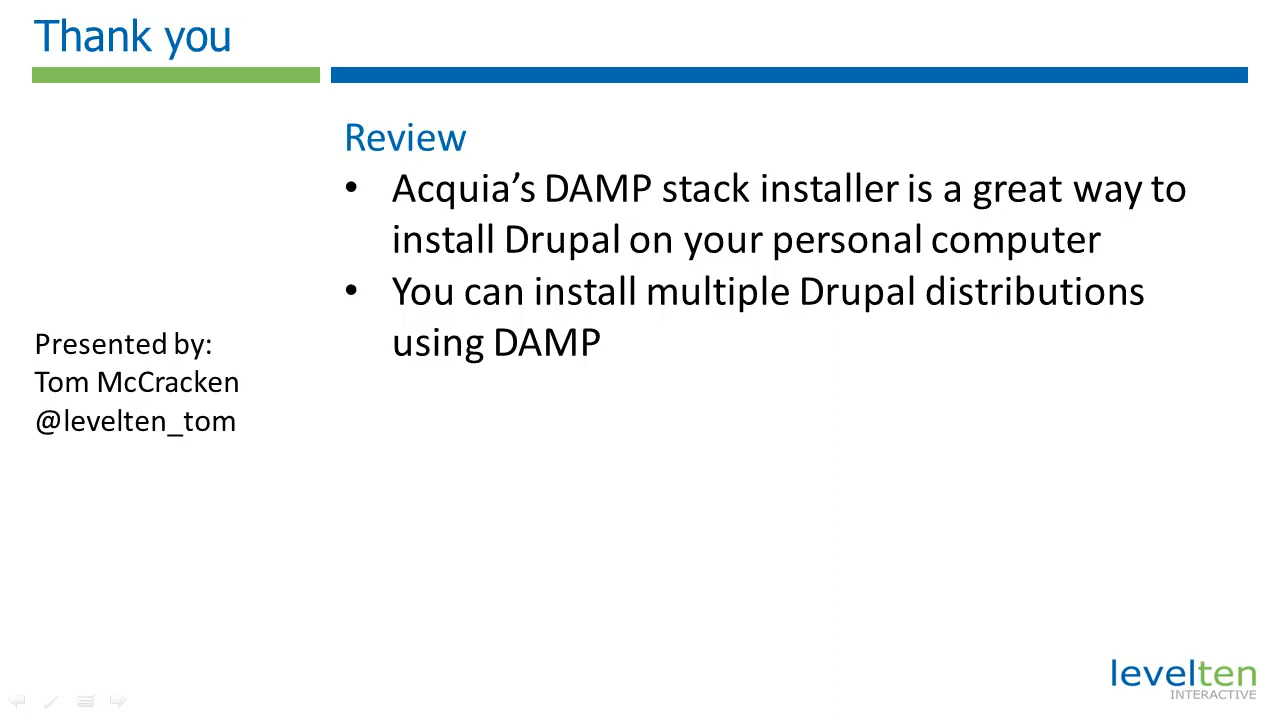 Thank you
Review
• Acquia’s DAMP stack installer is a great way to
install Drupal on your personal computer
• You can install multiple Drupal distributions
using DAMP
Presented by:
Tom McCracken
@levelten_tom
levelten
INTERACTIVE